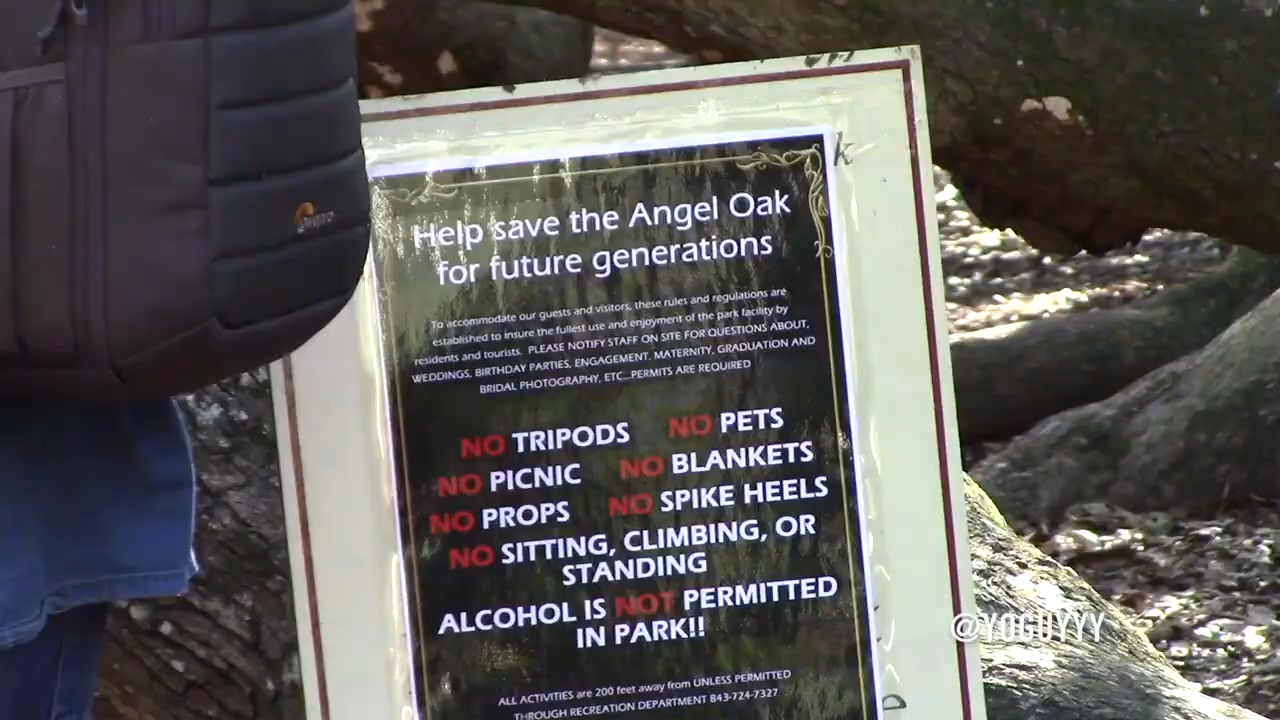 Help save the Angel Oak
for future generations
To accommodate our guests and visitors, these rules and regulations are
established to insure the fullest use and enjoyment of the park facility by
residents and tourists. PLEASE NOTIFY STAFF ON SITE FOR QUESTIONS ABOUT,
WEDDINGS, BIRTHDAY PARTIES, ENGAGEMENT, MATERNITY, GRADUATION AND
BRIDAL PHOTOGRAPHY, ETC...PERMITS ARE REQUIRED
NO TRIPODS NO PETS
NO PICNIC NO BLANKETS
NO PROPS NO SPIKE HEELS
NO SITTING, CLIMBING, OR
STANDING
ALCOHOL IS NOT PERMITTED
IN PARK!!
ALL ACTIVITIES are 200 feet away from UNLESS PERMITTED
THROUGH RECREATION DEPARTMENT 843-724-7327
k
e
@YOGUYYY